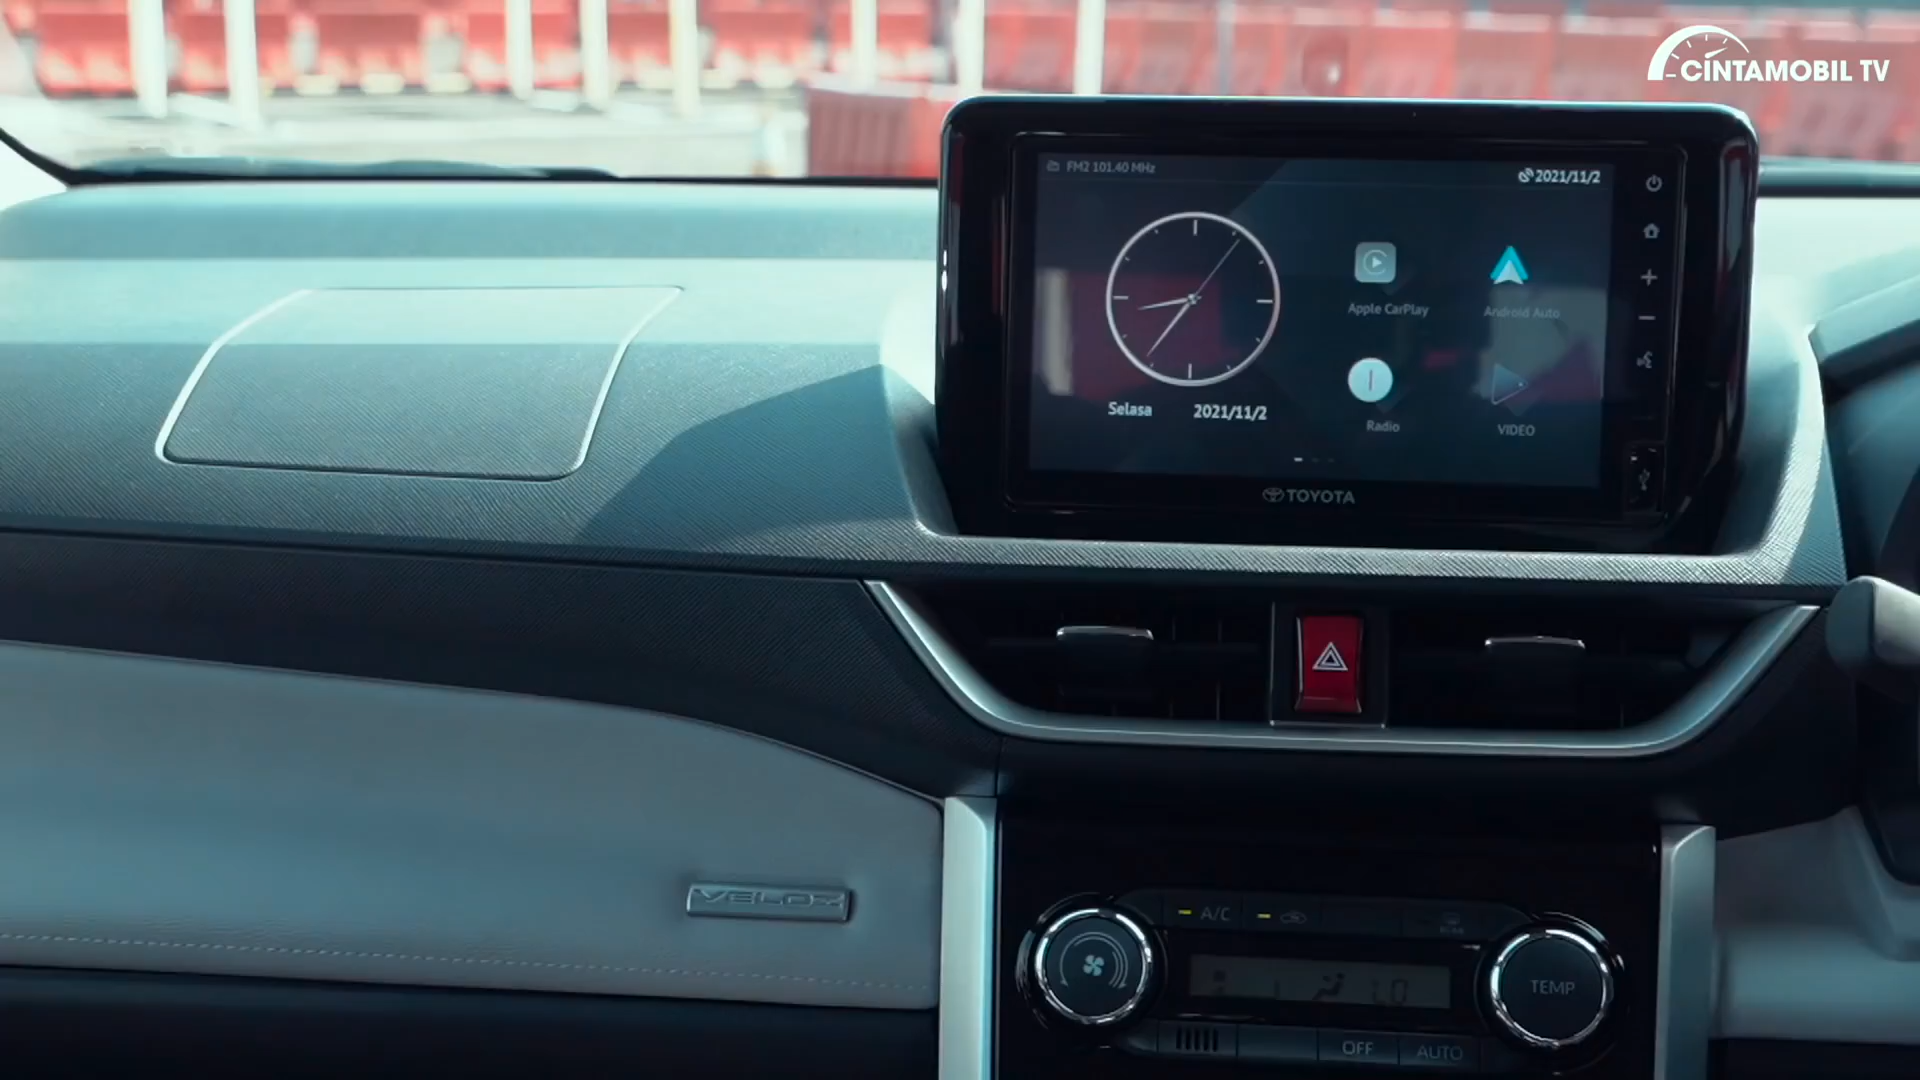 CINTAMOBIL TV
FM2 101.40 MHz
2021/11/2
Apple CarPlay
Android Auto
Selasa
2021/11/2
Radio
VIDEO
TOYOTA
VELOZ
A/C
TEMP
OFF
AUTO